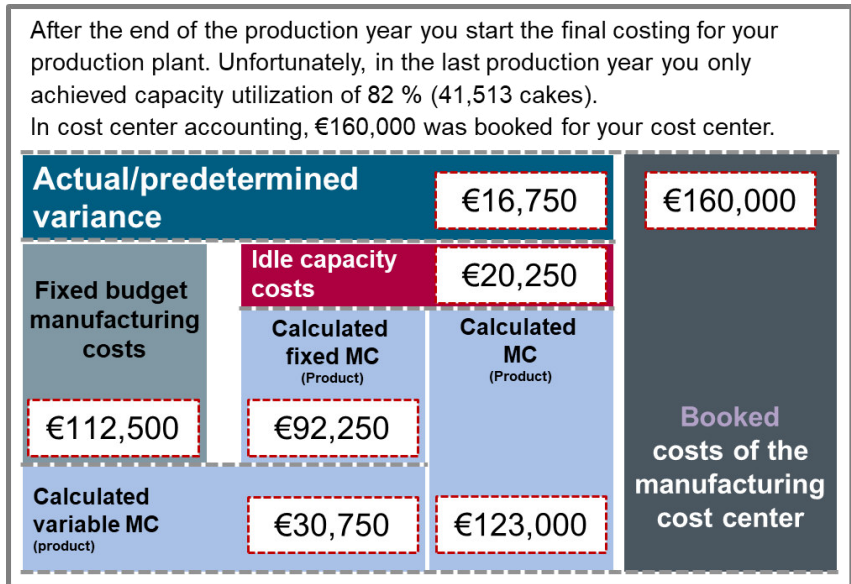 After the end of the production year you start the final costing for your
production plant. Unfortunately, in the last production year you only
achieved capacity utilization of 82 % (41,513 cakes).
In cost center accounting, €160,000 was booked for your cost center.
Actual/predetermined
variance
€16,750
€160,000
Idle capacity
costs
€20,250
Fixed budget
manufacturing
costs
€112,500
Calculated
fixed MC
(Product)
€92,250
Calculated
MC
(Product)
Calculated
variable MC
(product)
€30,750
€123,000
Booked
costs of the
manufacturing
cost center